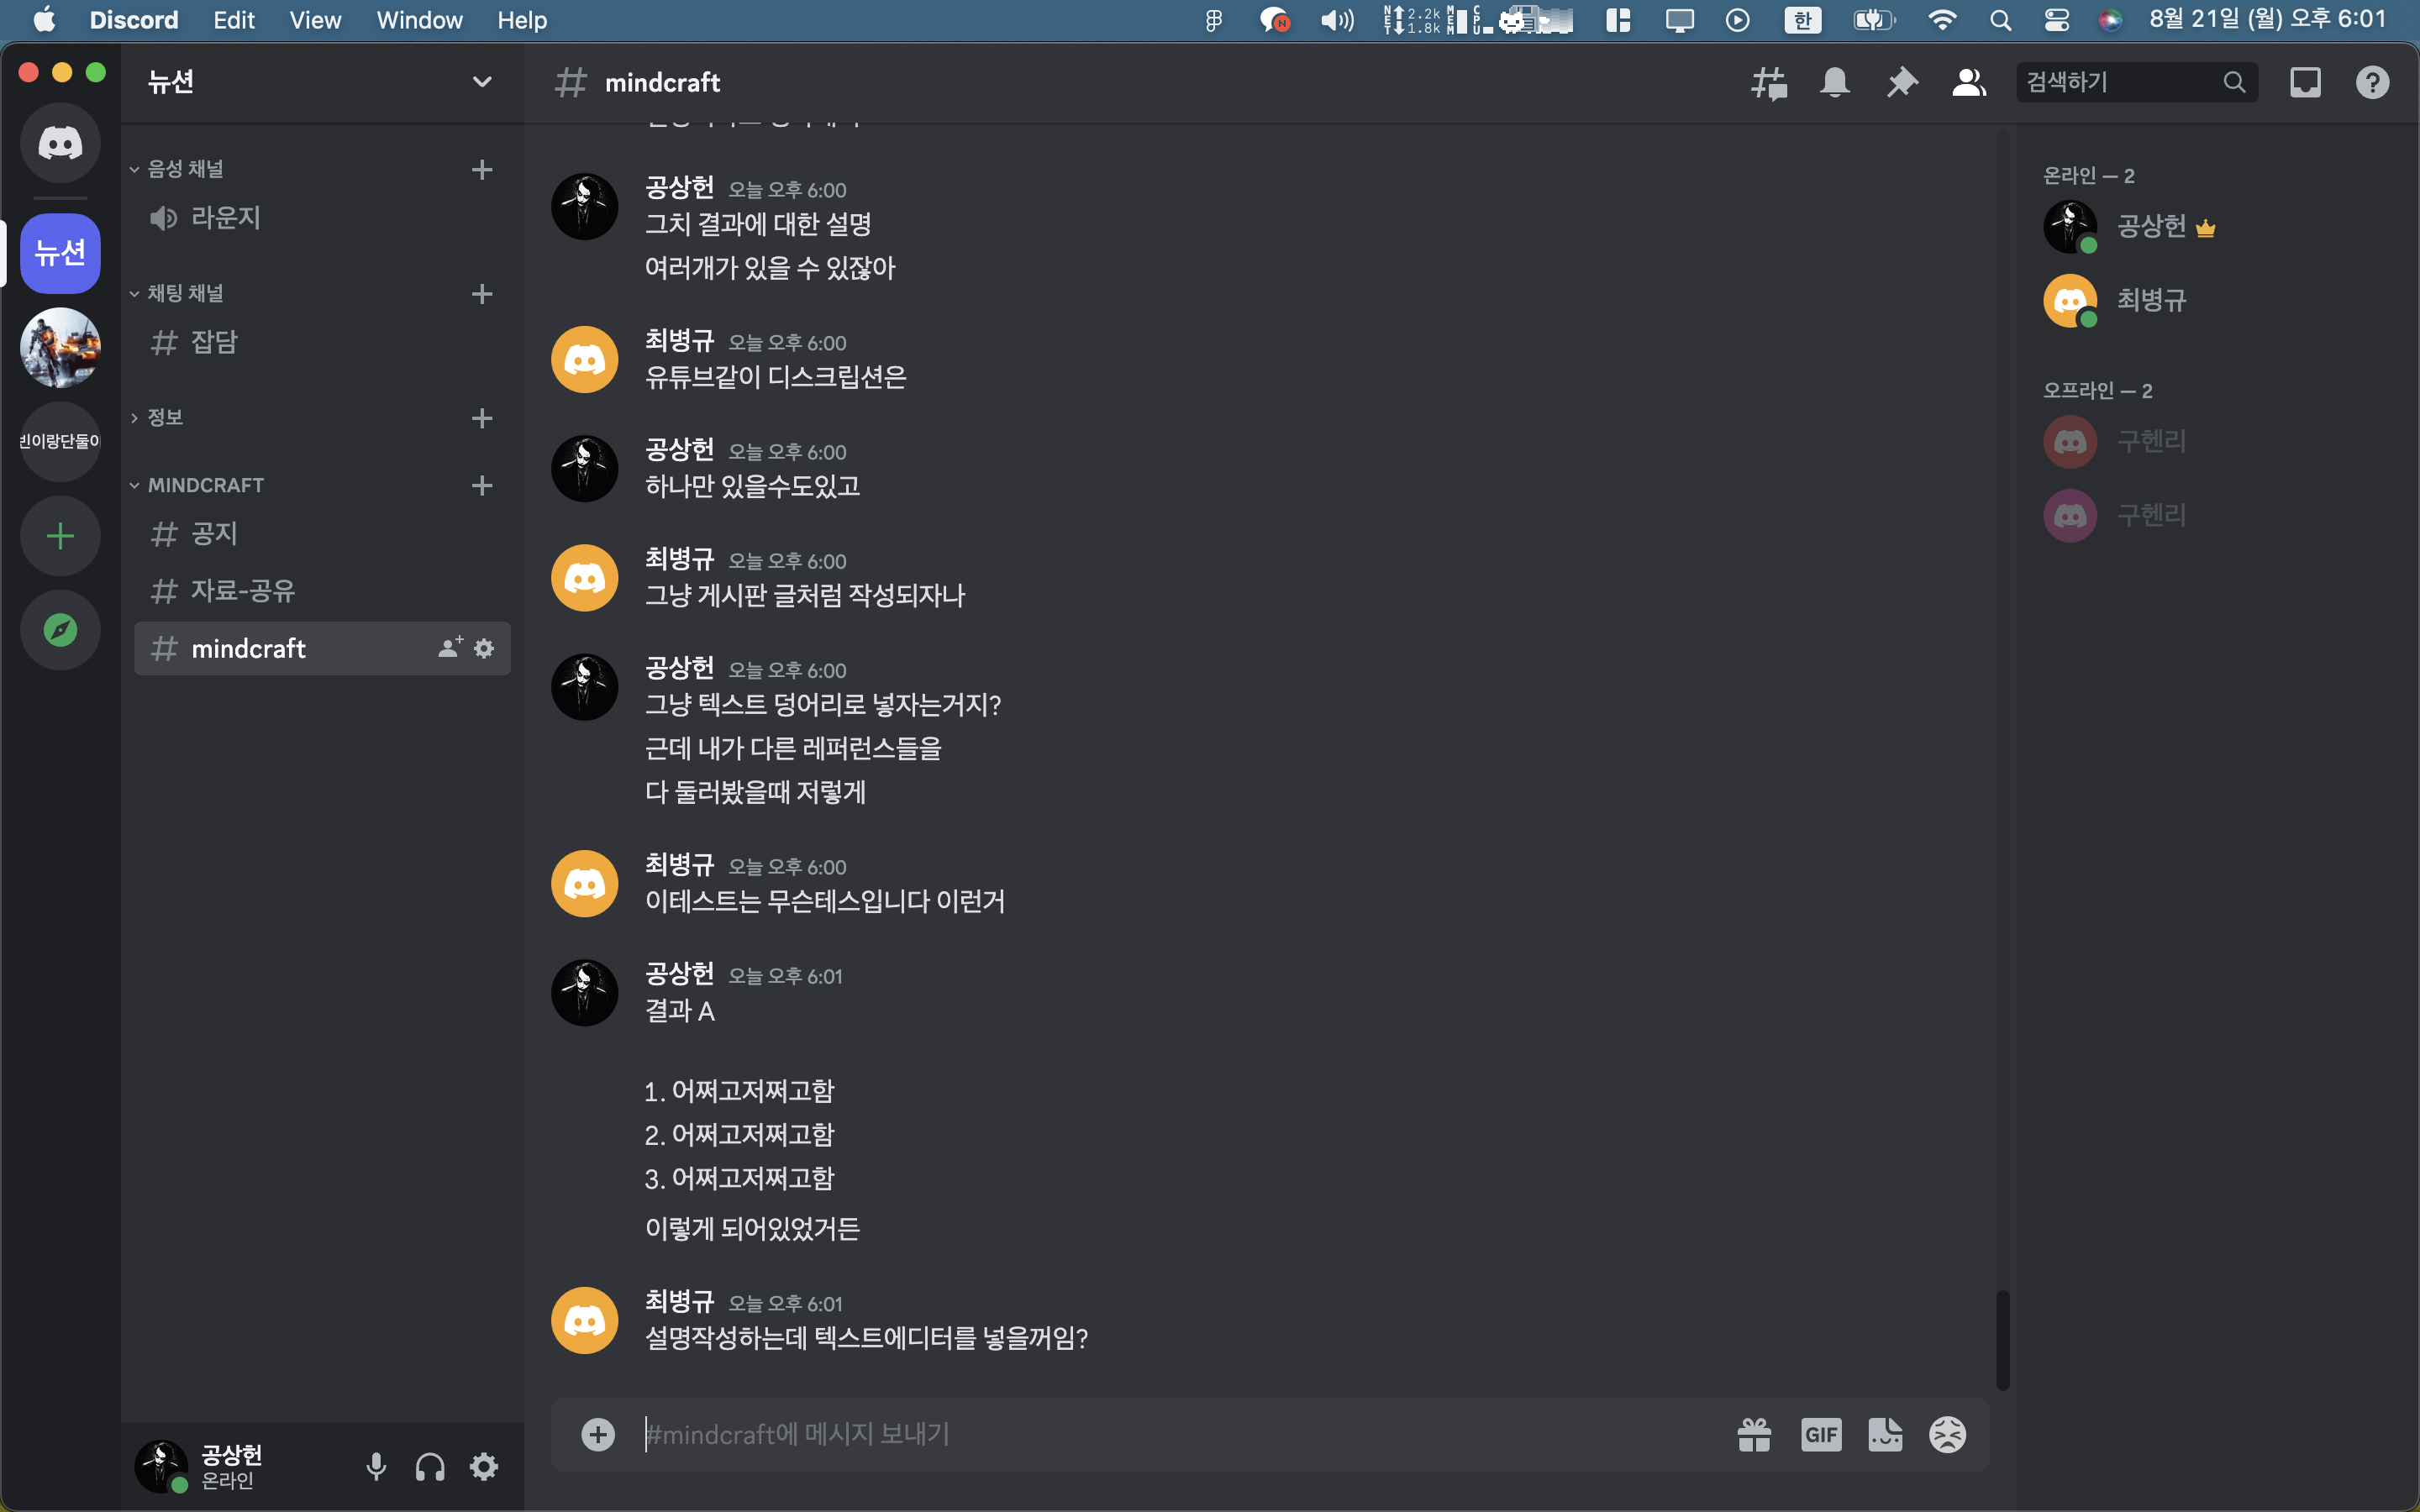 Discord Edit View Window Help
2.2k
1.8k
한
8월 21일 (월) 오후 6:01
뉴션
mindcraft
검색하기
음성 채널
라운지
뉴션
채팅 채널
잡담
정보
MINDCRAFT
공지
자료-공유
mindcraft
공상헌 오늘 오후 6:00
그치 결과에 대한 설명
여러개가 있을 수 있잖아
최병규 오늘 오후 6:00
유튜브같이 디스크립션은
공상헌 오늘 오후 6:00
하나만 있을수도있고
최병규 오늘 오후 6:00
그냥 게시판 글처럼 작성되자나
공상헌 오늘 오후 6:00
그냥 텍스트 덩어리로 넣자는거지?
근데 내가 다른 레퍼런스들을
다 둘러봤을때 저렇게
최병규 오늘 오후 6:00
이테스트는 무슨테스입니다 이런거
공상헌 오늘 오후 6:01
결과 A
1. 어쩌고저쩌고함
2. 어쩌고저쩌고함
3. 어쩌고저쩌고함
이렇게 되어있었거든
최병규 오늘 오후 6:01
설명작성하는데 텍스트에디터를 넣을꺼임?
#mindcraft에 메시지 보내기
GIF
온라인 — 2
공상헌
최병규
오프라인 — 2
구헨리
구헨리
공상헌
온라인